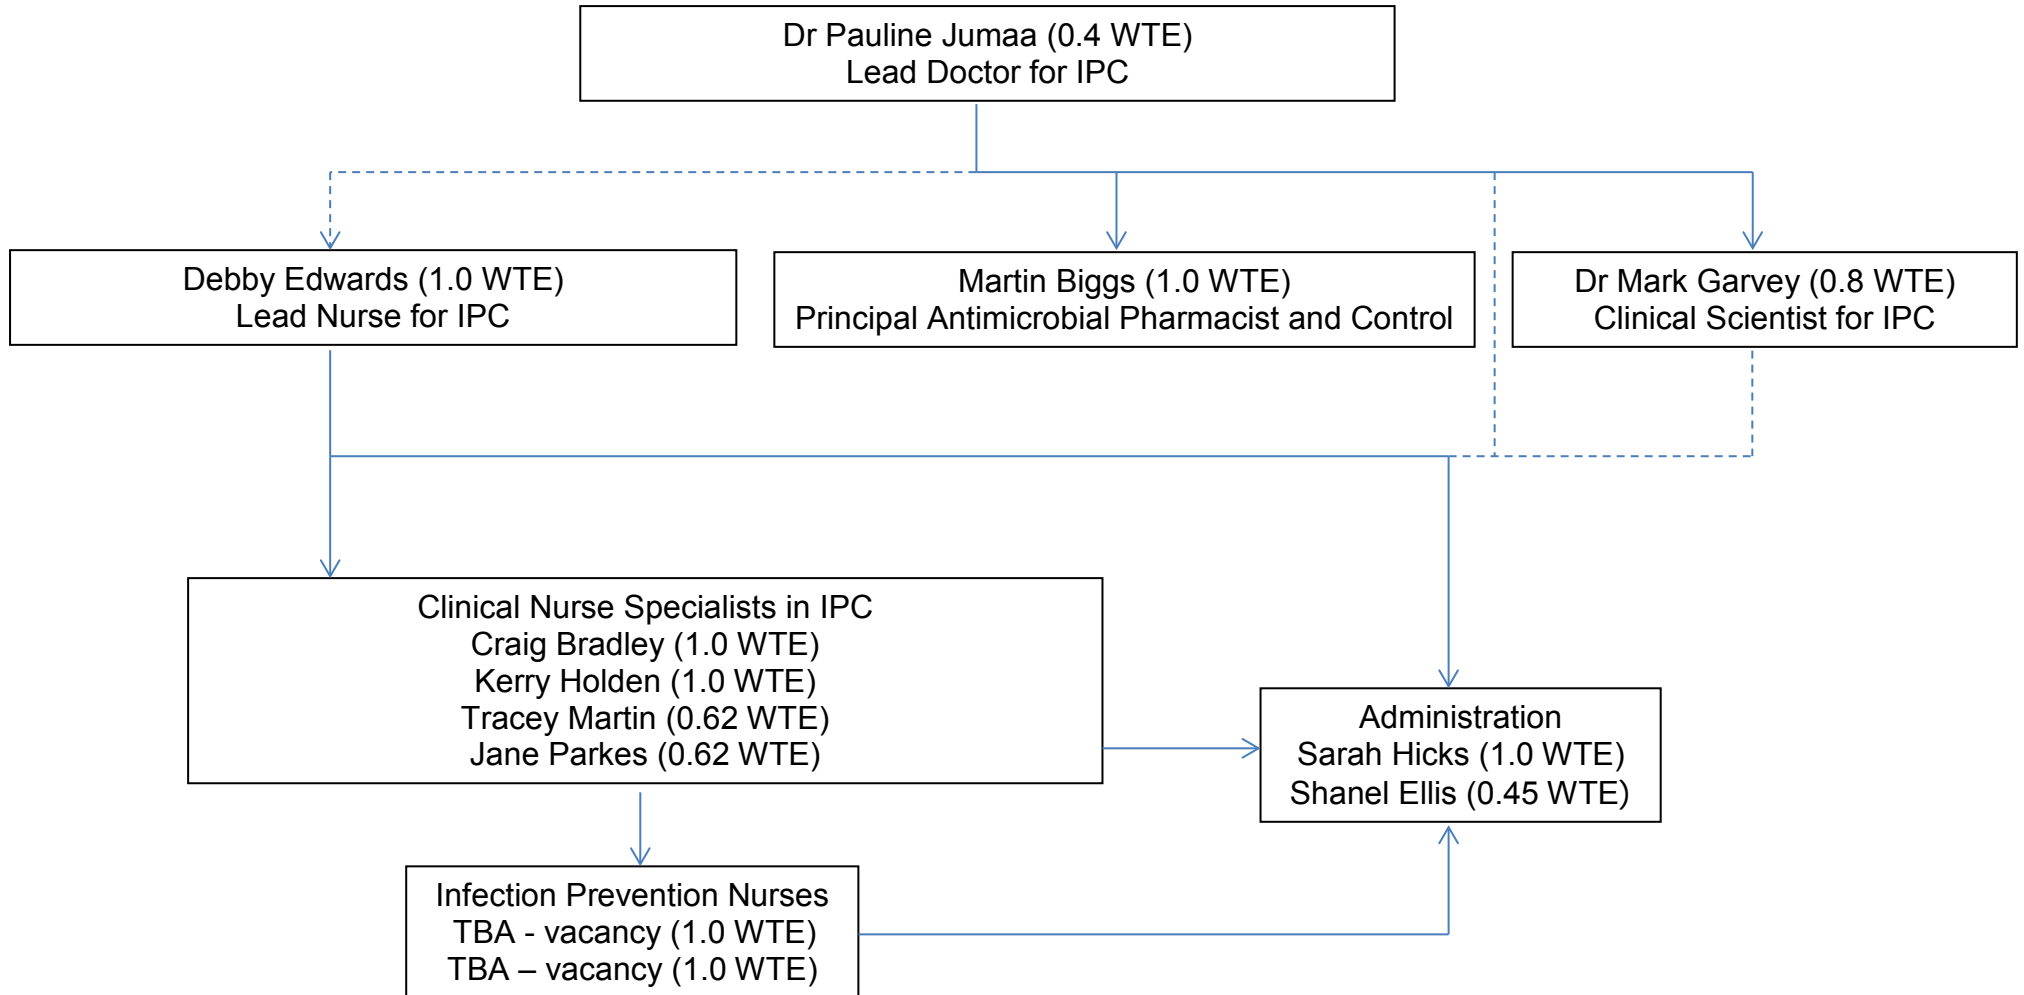 Dr Pauline Jumaa (0.4 WTE)
Lead Doctor for IPC
Debby Edwards (1.0 WTE)
Lead Nurse for IPC
Martin Biggs (1.0 WTE)
Principal Antimicrobial Pharmacist and Control
Dr Mark Garvey (0.8 WTE)
Clinical Scientist for IPC
Clinical Nurse Specialists in IPC
Craig Bradley (1.0 WTE)
Kerry Holden (1.0 WTE)
Tracey Martin (0.62 WTE)
Jane Parkes (0.62 WTE)
Administration
Sarah Hicks (1.0 WTE)
Shanel Ellis (0.45 WTE)
Infection Prevention Nurses
TBA - vacancy (1.0 WTE)
TBA – vacancy (1.0 WTE)